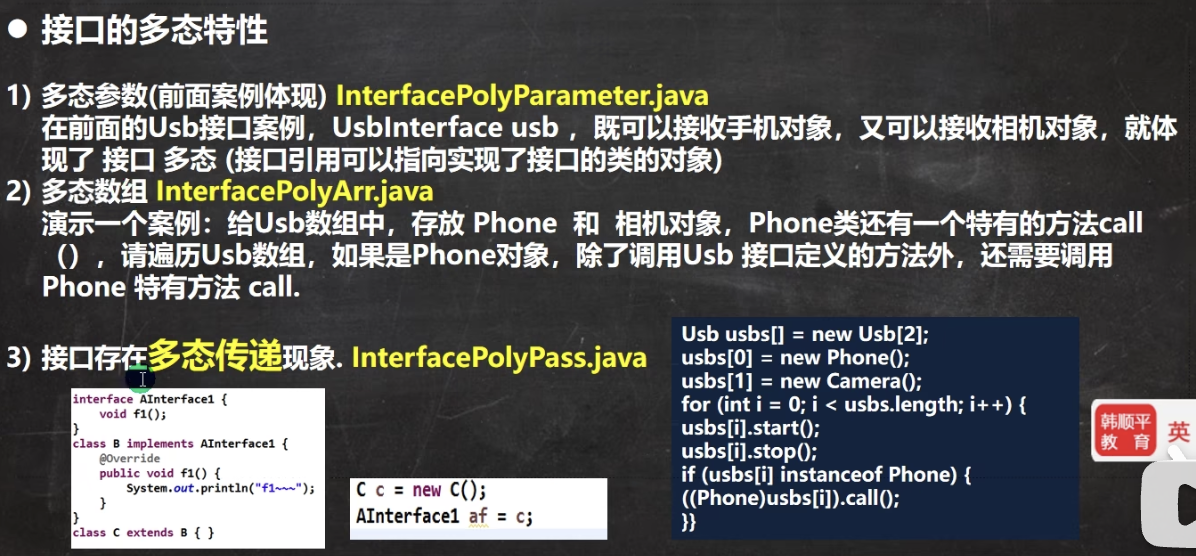 ● 接口的多态特性
1) 多态参数(前面案例体现) InterfacePolyParameter.java
在前面的Usb接口案例，UsbInterface usb ，既可以接收手机对象，又可以接收相机对象，就体
现了 接口 多态 (接口引用可以指向实现了接口的类的对象)
2) 多态数组 InterfacePolyArr.java
演示一个案例：给Usb数组中，存放 Phone 和 相机对象，Phone类还有一个特有的方法call
（），请遍历Usb数组，如果是Phone对象，除了调用Usb 接口定义的方法外，还需要调用
Phone 特有方法 call.
3) 接口存在多态传递现象. InterfacePolyPass.java
interface AInterface1 {
void f1();
}
class B implements AInterface1 {
@Override
public void f1() {
System.out.println("f1~~~");
}
}
class C extends B { }
C c = new C();
AInterface1 af = c;
Usb usbs[] = new Usb[2];
usbs[0] = new Phone();
usbs[1] = new Camera();
for (int i = 0; i < usbs.length; i++) {
usbs[i].start();
usbs[i].stop();
if (usbs[i] instanceof Phone) {
((Phone)usbs[i]).call();
}}
韩顺平
教 育
英